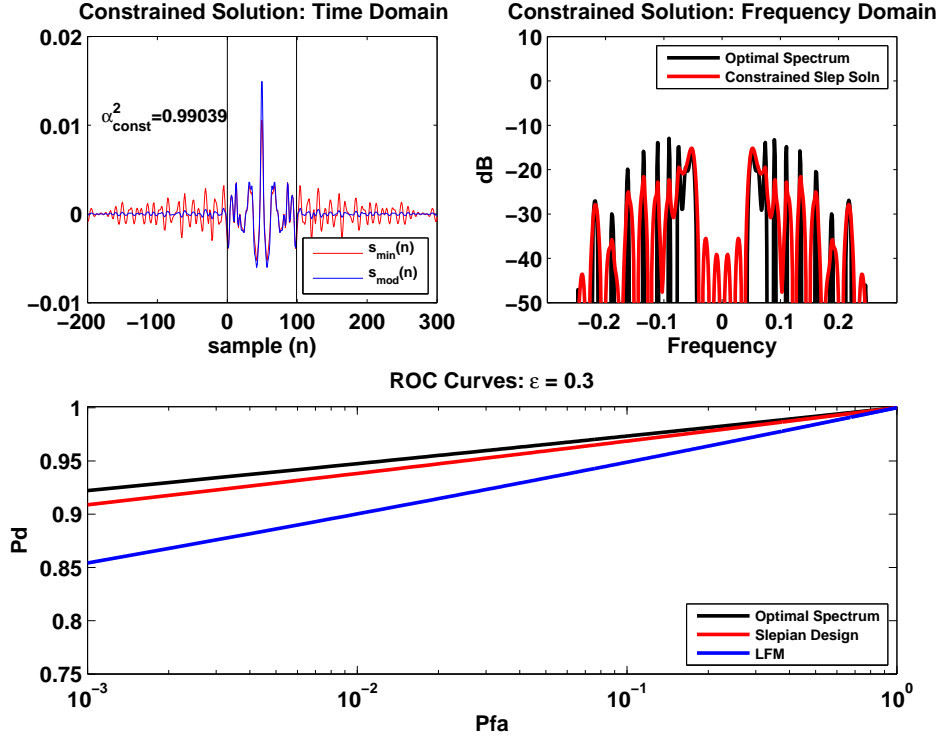 Constrained Solution: Time Domain
0.02
0.01
0
−0.01
α²const=0.99039
smin(n)
smod(n)
−200 −100 0 100 200 300
sample (n)
Constrained Solution: Frequency Domain
10
0
−10
−20
−30
−40
−50
dB
Optimal Spectrum
Constrained Slep Soln
−0.2 −0.1 0 0.1 0.2
Frequency
ROC Curves: ε = 0.3
1
0.95
0.9
0.85
0.8
0.75
Pd
Optimal Spectrum
Slepian Design
LFM
10⁻³ 10⁻² 10⁻¹ 10⁰
Pfa